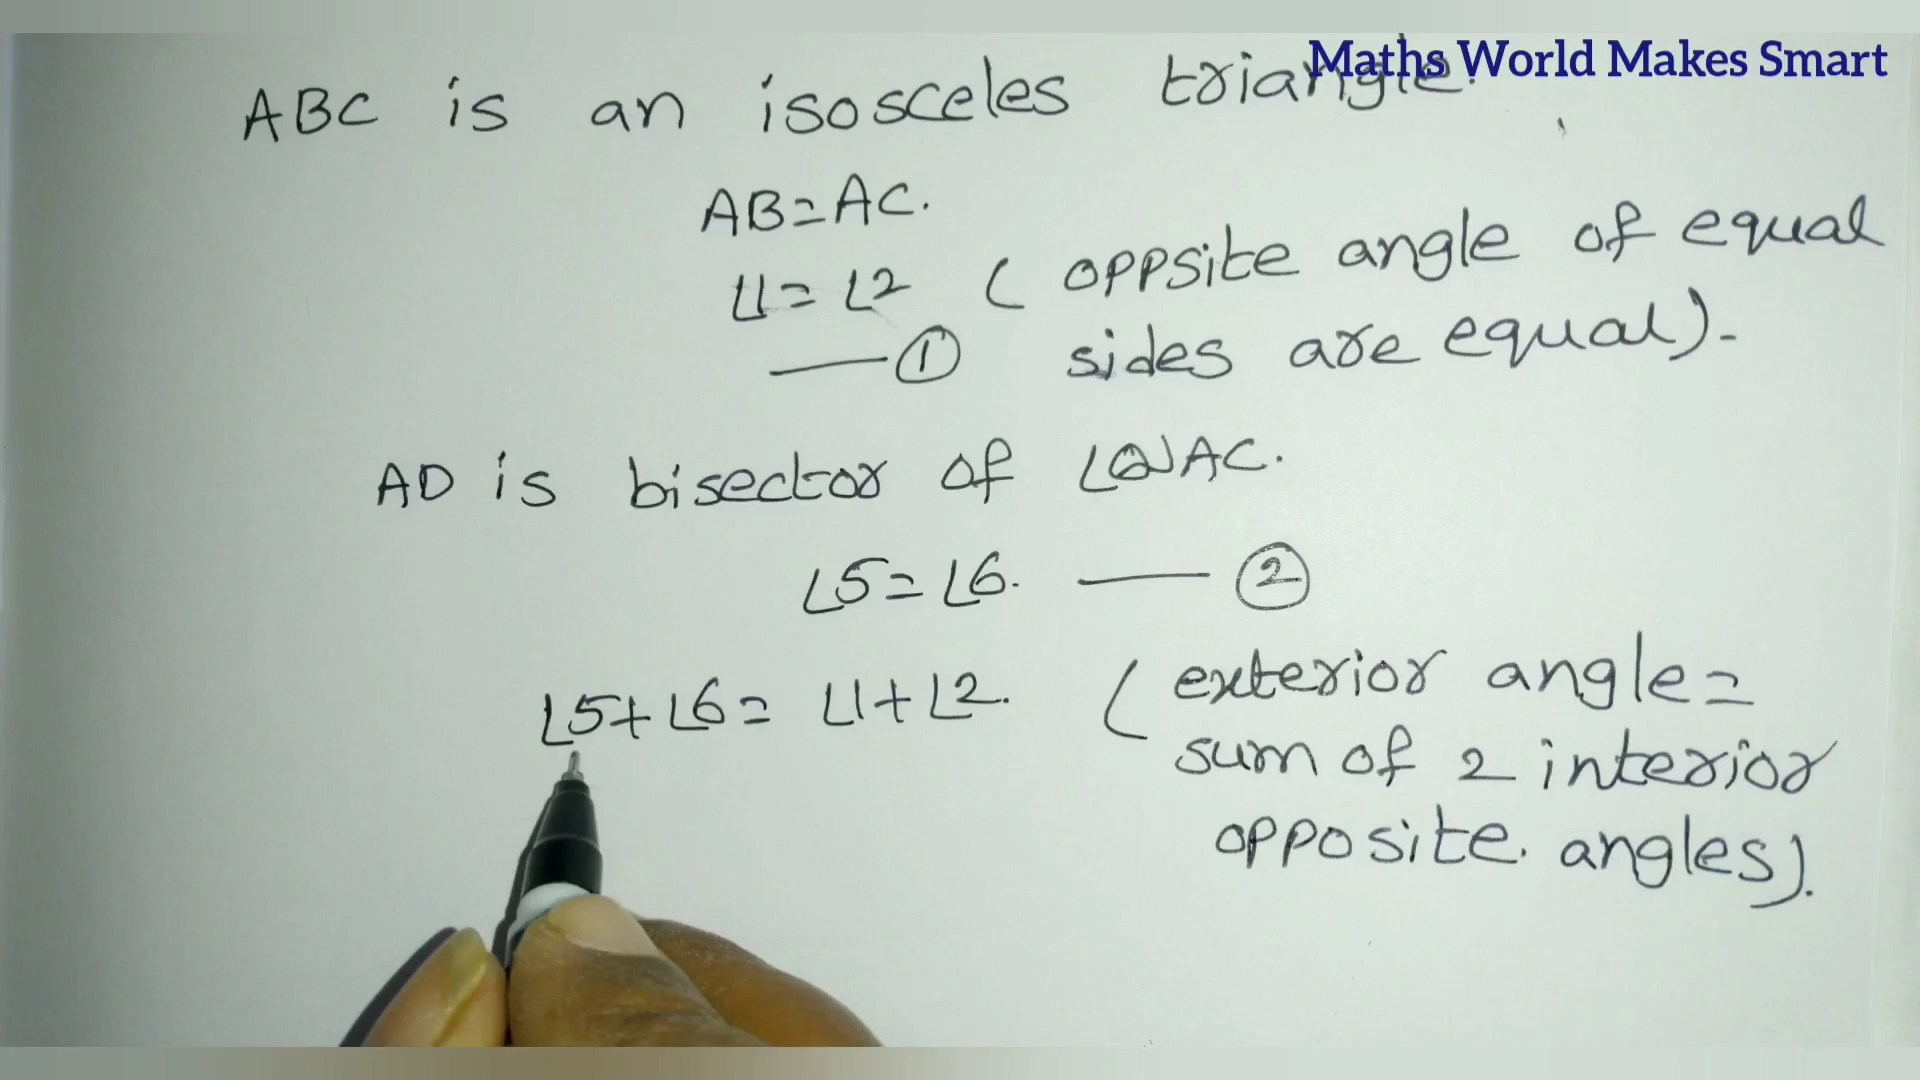 Maths World Makes Smart
ABC is an isosceles triangle.
AB=AC.
∠1=∠2 ( oppsite angle of equal
—— ① sides are equal).
AD is bisector of ∠QAC.
∠5=∠6. —— ②
∠5+∠6= ∠1+∠2. ( exterior angle=
sum of 2 interior
opposite. angles).